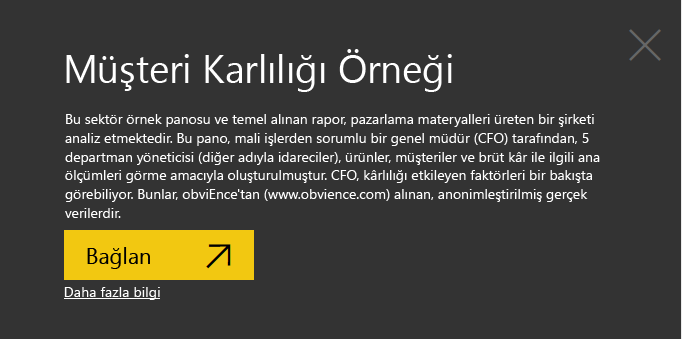 Müşteri Karlılığı Örneği
Bu sektör örnek panosu ve temel alınan rapor, pazarlama materyalleri üreten bir şirketi
analiz etmektedir. Bu pano, mali işlerden sorumlu bir genel müdür (CFO) tarafından, 5
departman yöneticisi (diğer adıyla idareciler), ürünler, müşteriler ve brüt kâr ile ilgili ana
ölçümleri görme amacıyla oluşturulmuştur. CFO, kârlılığı etkileyen faktörleri bir bakışta
görebiliyor. Bunlar, obviEnce'tan (www.obvience.com) alınan, anonimleştirilmiş gerçek
verilerdir.
Bağlan
Daha fazla bilgi